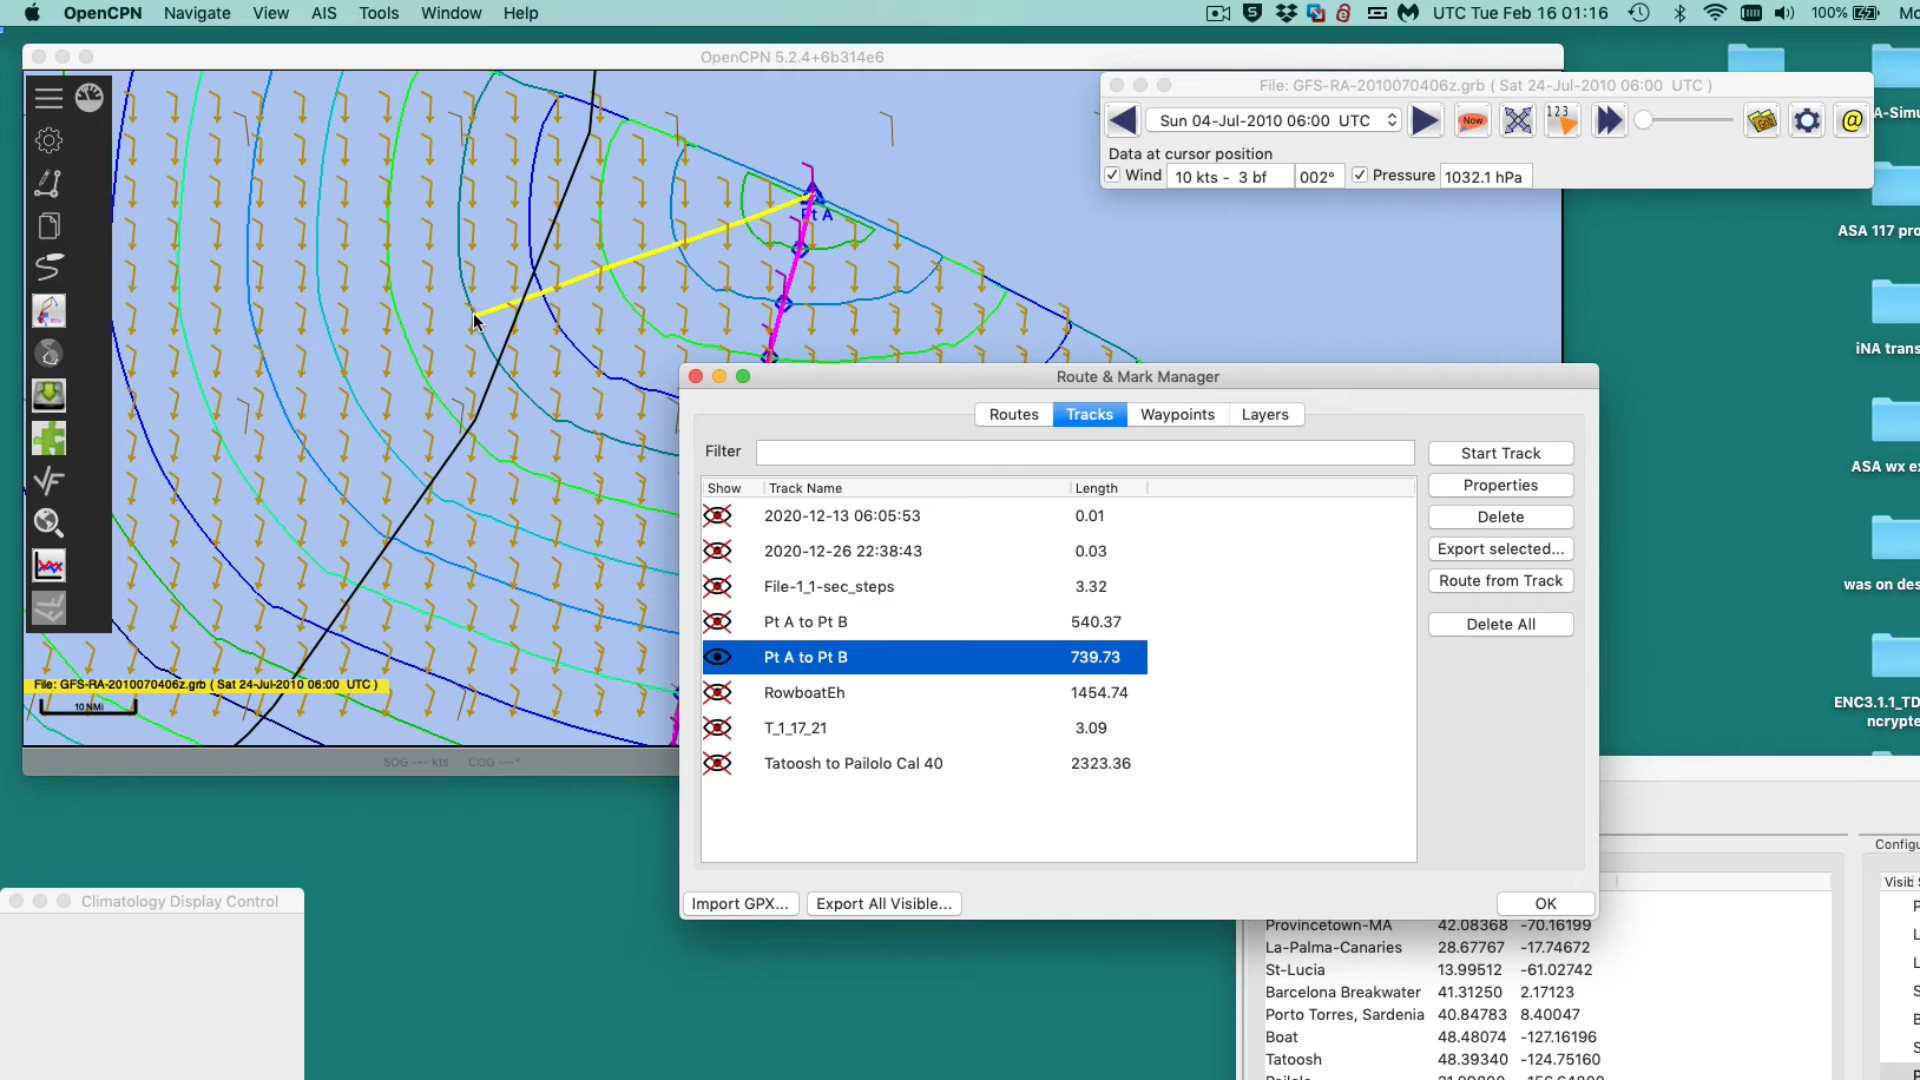 OpenCPN Navigate View AIS Tools Window Help
UTC Tue Feb 16 01:16 100%
OpenCPN 5.2.4+6b314e6
File: GFS-RA-2010070406z.grb ( Sat 24-Jul-2010 06:00 UTC )
Sun 04-Jul-2010 06:00 UTC
Now
1 2 3
Grib
@
Data at cursor position
Wind 10 kts - 3 bf 002° Pressure 1032.1 hPa
A-Simu
ASA 117 pro
iNA trans
ASA wx ex
was on des
ENC3.1.1_TD
ncrypte
Pt A
Route & Mark Manager
Routes Tracks Waypoints Layers
Filter
Start Track
Properties
Delete
Export selected...
Route from Track
Delete All
Show Track Name Length
2020-12-13 06:05:53 0.01
2020-12-26 22:38:43 0.03
File-1_1-sec_steps 3.32
Pt A to Pt B 540.37
Pt A to Pt B 739.73
RowboatEh 1454.74
T_1_17_21 3.09
Tatoosh to Pailolo Cal 40 2323.36
Import GPX... Export All Visible... OK
File: GFS-RA-2010070406z.grb ( Sat 24-Jul-2010 06:00 UTC )
10 NMi
SOG --- kts COG ---°
Climatology Display Control
Configu
Visib
Provincetown-MA 42.08368 -70.16199
La-Palma-Canaries 28.67767 -17.74672
St-Lucia 13.99512 -61.02742
Barcelona Breakwater 41.31250 2.17123
Porto Torres, Sardenia 40.84783 8.40047
Boat 48.48074 -127.16196
Tatoosh 48.39340 -124.75160